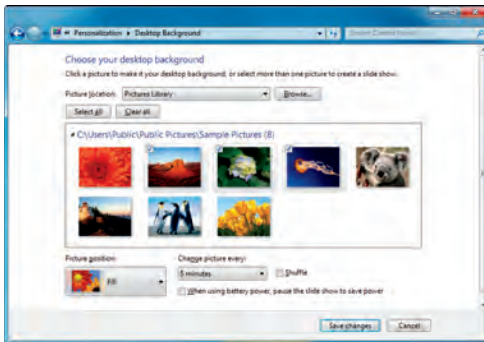 « Personalization ▸ Desktop Background
Search Control Panel
Choose your desktop background
Click a picture to make it your desktop background, or select more than one picture to create a slide show.
Picture location: Pictures Library Browse...
Select all Clear all
C:\Users\Public\Public Pictures\Sample Pictures (8)
Picture position: Change picture every:
Fill 5 minutes Shuffle
When using battery power, pause the slide show to save power
Save changes Cancel